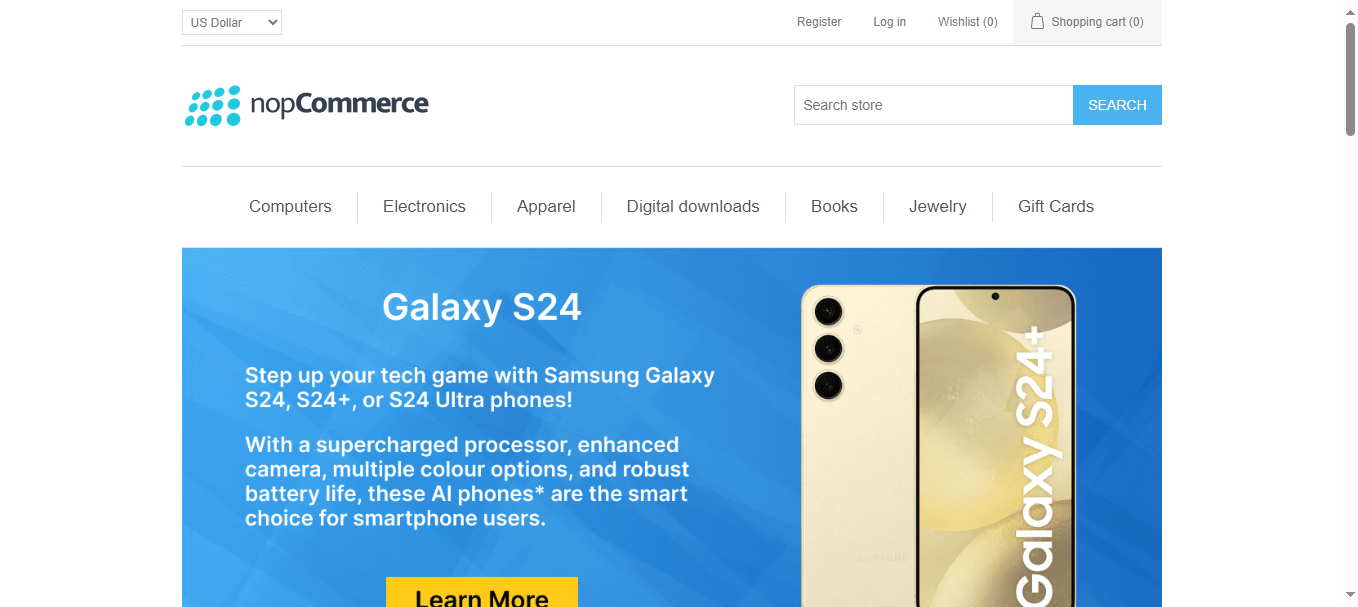 US Dollar
Register
Log in
Wishlist (0)
Shopping cart (0)
nopCommerce
Search store
SEARCH
Computers
Electronics
Apparel
Digital downloads
Books
Jewelry
Gift Cards
Galaxy S24
Step up your tech game with Samsung Galaxy
S24, S24+, or S24 Ultra phones!
With a supercharged processor, enhanced
camera, multiple colour options, and robust
battery life, these AI phones* are the smart
choice for smartphone users.
Learn More
SAMSUNG
Galaxy S24+